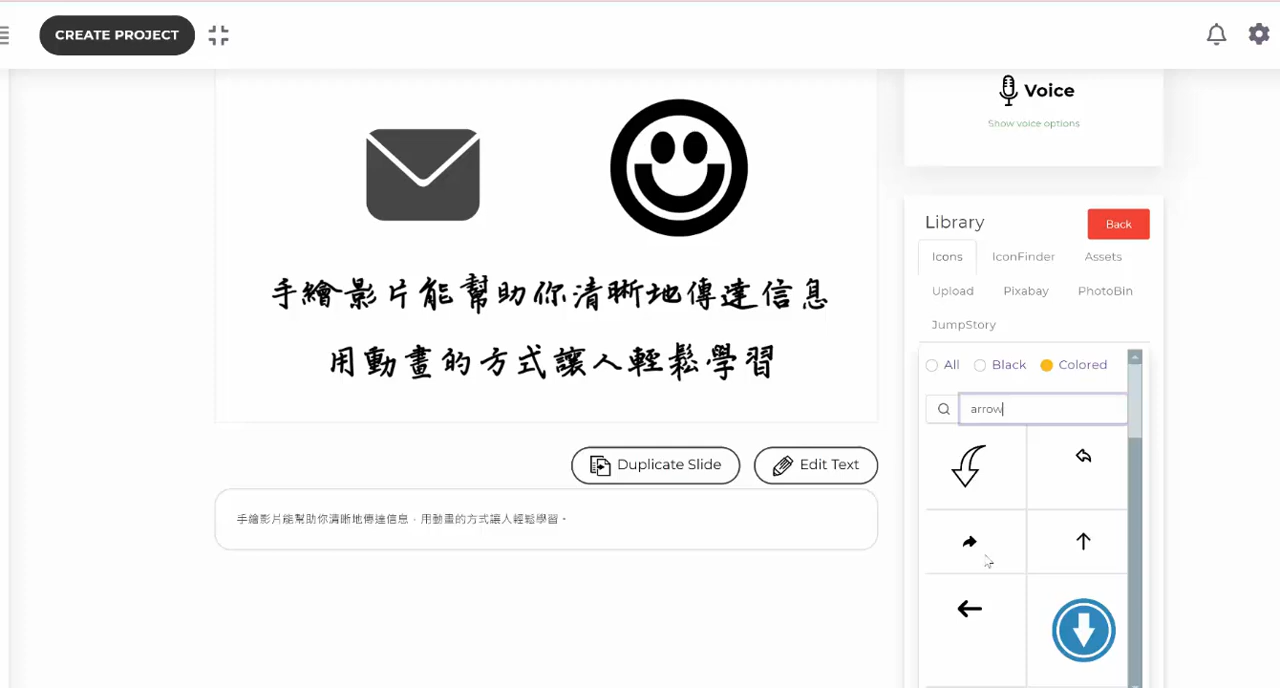 CREATE PROJECT
Voice
Show voice options
手繪影片能幫助你清晰地傳達信息
用動畫的方式讓人輕鬆學習
Duplicate Slide
Edit Text
手繪影片能幫助你清晰地傳達信息，用動畫的方式讓人輕鬆學習。
Library
Back
Icons
IconFinder
Assets
Upload
Pixabay
PhotoBin
JumpStory
All
Black
Colored
arrow